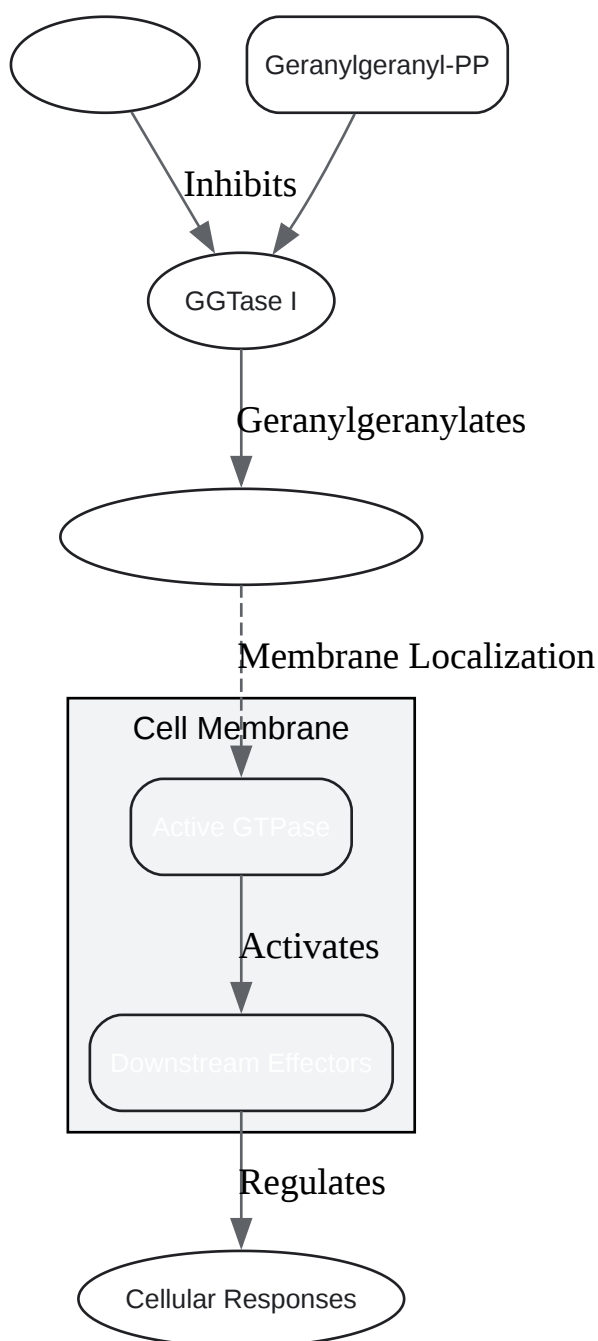 Geranylgeranyl-PP
Inhibits
GGTase I
Geranylgeranylates
Membrane Localization
Cell Membrane
Active GTPase
Activates
Downstream Effectors
Regulates
Cellular Responses